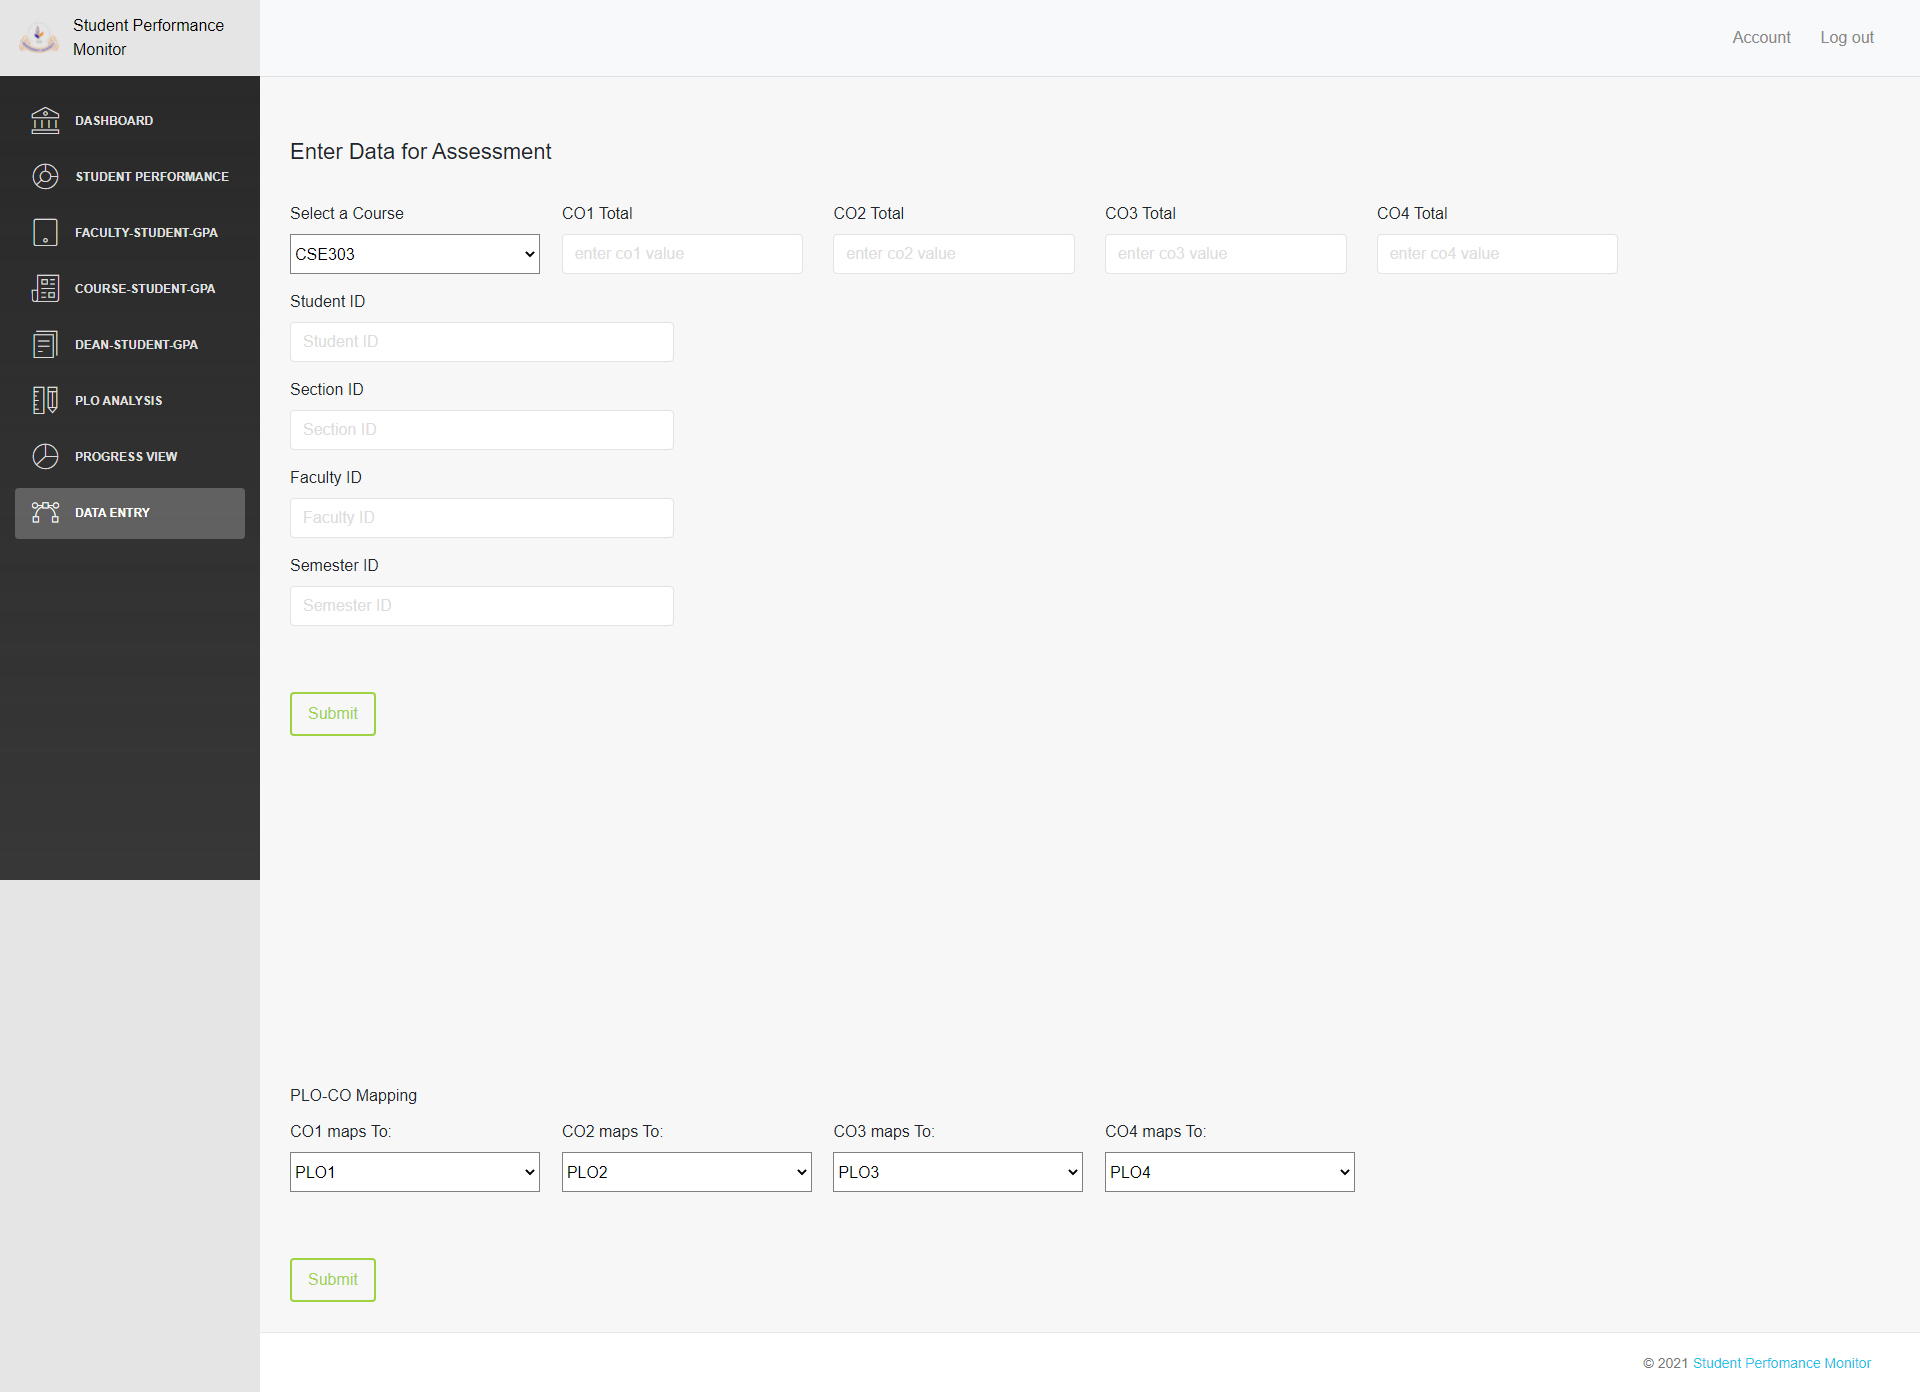 Student Performance
Monitor
Account
Log out
DASHBOARD
STUDENT PERFORMANCE
FACULTY-STUDENT-GPA
COURSE-STUDENT-GPA
DEAN-STUDENT-GPA
PLO ANALYSIS
PROGRESS VIEW
DATA ENTRY
Enter Data for Assessment
Select a Course
CO1 Total
CO2 Total
CO3 Total
CO4 Total
CSE303
enter co1 value
enter co2 value
enter co3 value
enter co4 value
Student ID
Student ID
Section ID
Section ID
Faculty ID
Faculty ID
Semester ID
Semester ID
Submit
PLO-CO Mapping
CO1 maps To:
CO2 maps To:
CO3 maps To:
CO4 maps To:
PLO1
PLO2
PLO3
PLO4
Submit
© 2021 Student Perfomance Monitor